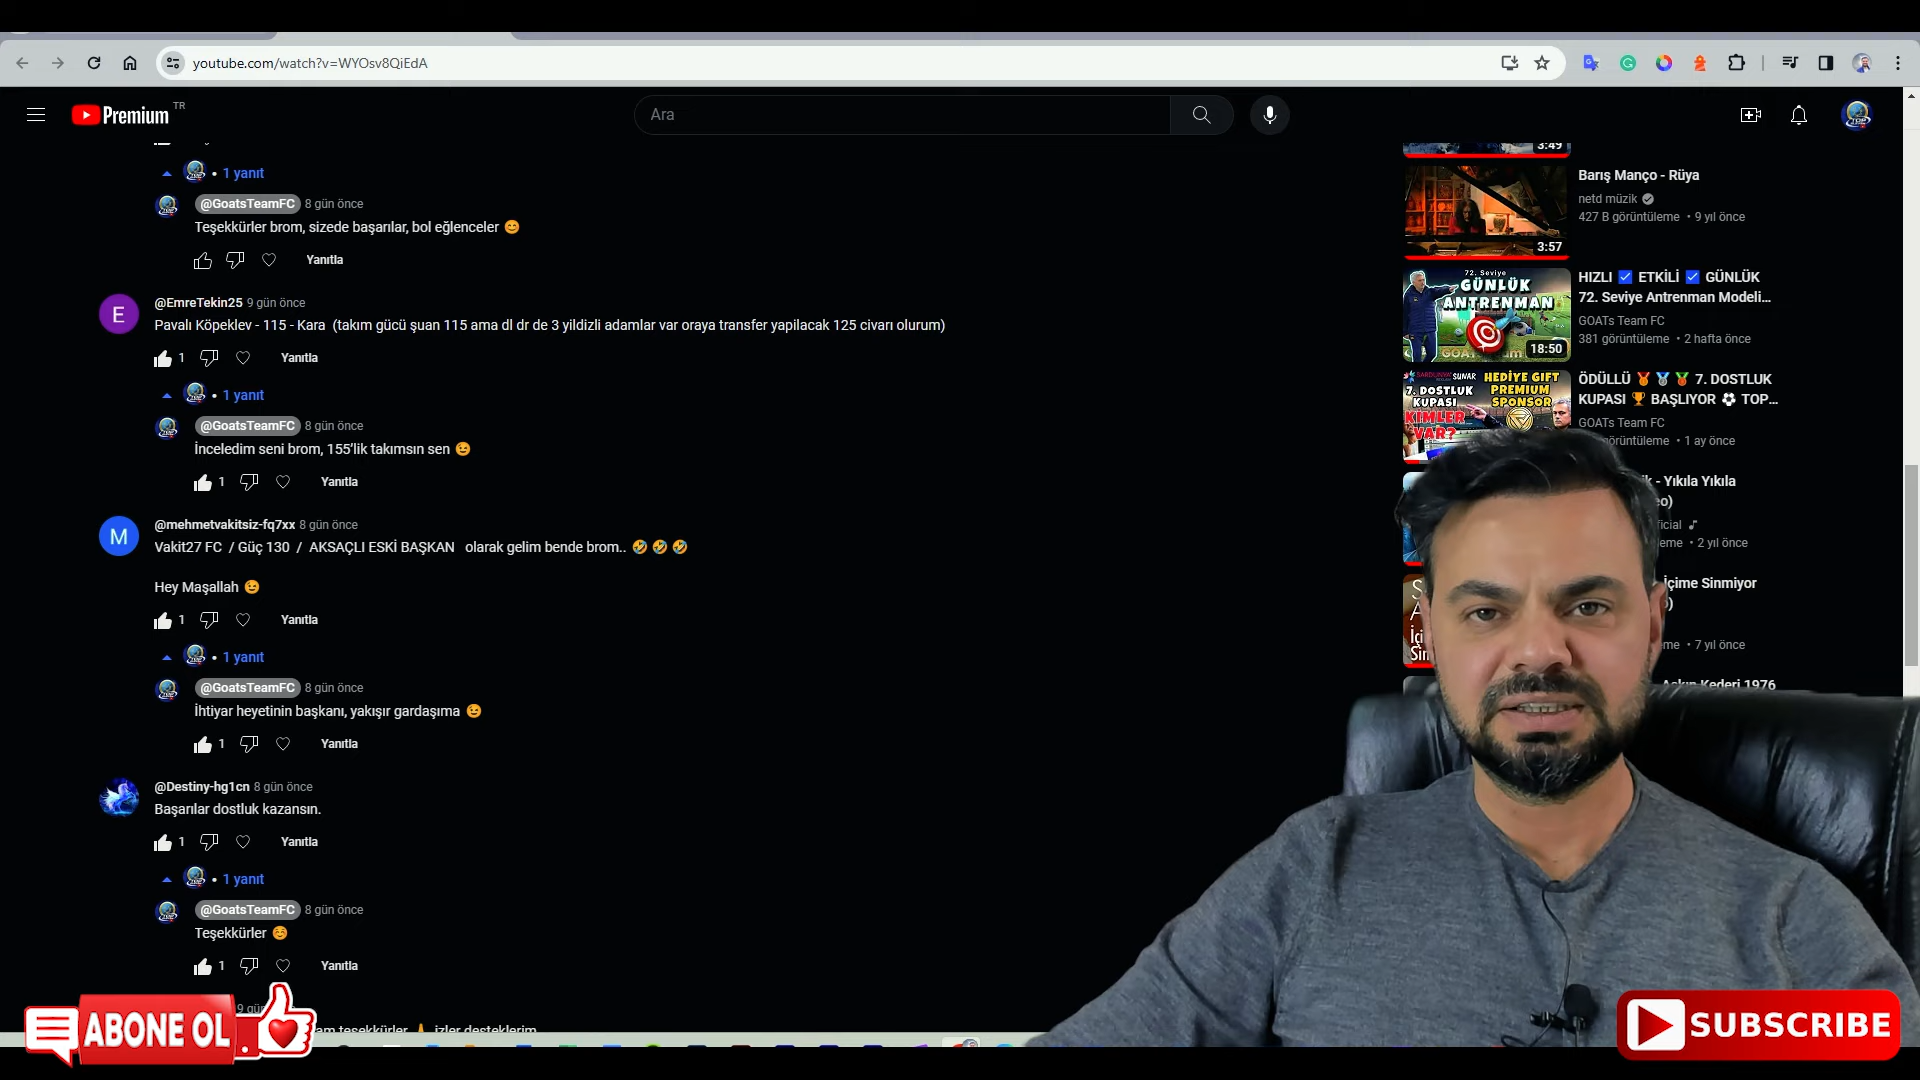 youtube.com/watch?v=WYOsv8QiEdA
Premium TR
Ara
1 yanıt
@GoatsTeamFC 8 gün önce
Teşekkürler brom, sizede başarılar, bol eğlenceler 😊
Yanıtla
E
@EmreTekin25 9 gün önce
Pavalı Köpeklev - 115 - Kara (takım gücü şuan 115 ama dl dr de 3 yildizli adamlar var oraya transfer yapilacak 125 civarı olurum)
1 Yanıtla
1 yanıt
@GoatsTeamFC 8 gün önce
İnceledim seni brom, 155'lik takımsın sen 😉
1 Yanıtla
M
@mehmetvakitsiz-fq7xx 8 gün önce
Vakit27 FC / Güç 130 / AKSAÇLI ESKİ BAŞKAN olarak gelim bende brom.. 🤣 🤣 🤣
Hey Maşallah 😉
1 Yanıtla
1 yanıt
@GoatsTeamFC 8 gün önce
İhtiyar heyetinin başkanı, yakışır gardaşıma 😉
1 Yanıtla
@Destiny-hg1cn 8 gün önce
Başarılar dostluk kazansın.
1 Yanıtla
1 yanıt
@GoatsTeamFC 8 gün önce
Teşekkürler ☺️
1 Yanıtla
teşekkürler 🙏 izler desteklerim
ABONE OL
3:49
Barış Manço - Rüya
netd müzik
427 B görüntüleme • 9 yıl önce
3:57
72. Seviye
GÜNLÜK
ANTRENMAN
18:50
HIZLI ☑️ ETKİLİ ☑️ GÜNLÜK
72. Seviye Antrenman Modeli...
GOATs Team FC
381 görüntüleme • 2 hafta önce
SUNAR
7. DOSTLUK
KUPASI
KİMLER
VAR?
HEDİYE GIFT
PREMIUM
SPONSOR
ÖDÜLLÜ 🏅 🥈 🥉 7. DOSTLUK
KUPASI 🏆 BAŞLIYOR ⚽ TOP...
GOATs Team FC
görüntüleme • 1 ay önce
- Yıkıla Yıkıla
• 2 yıl önce
İçime Sinmiyor
• 7 yıl önce
Kederi 1976
SUBSCRIBE